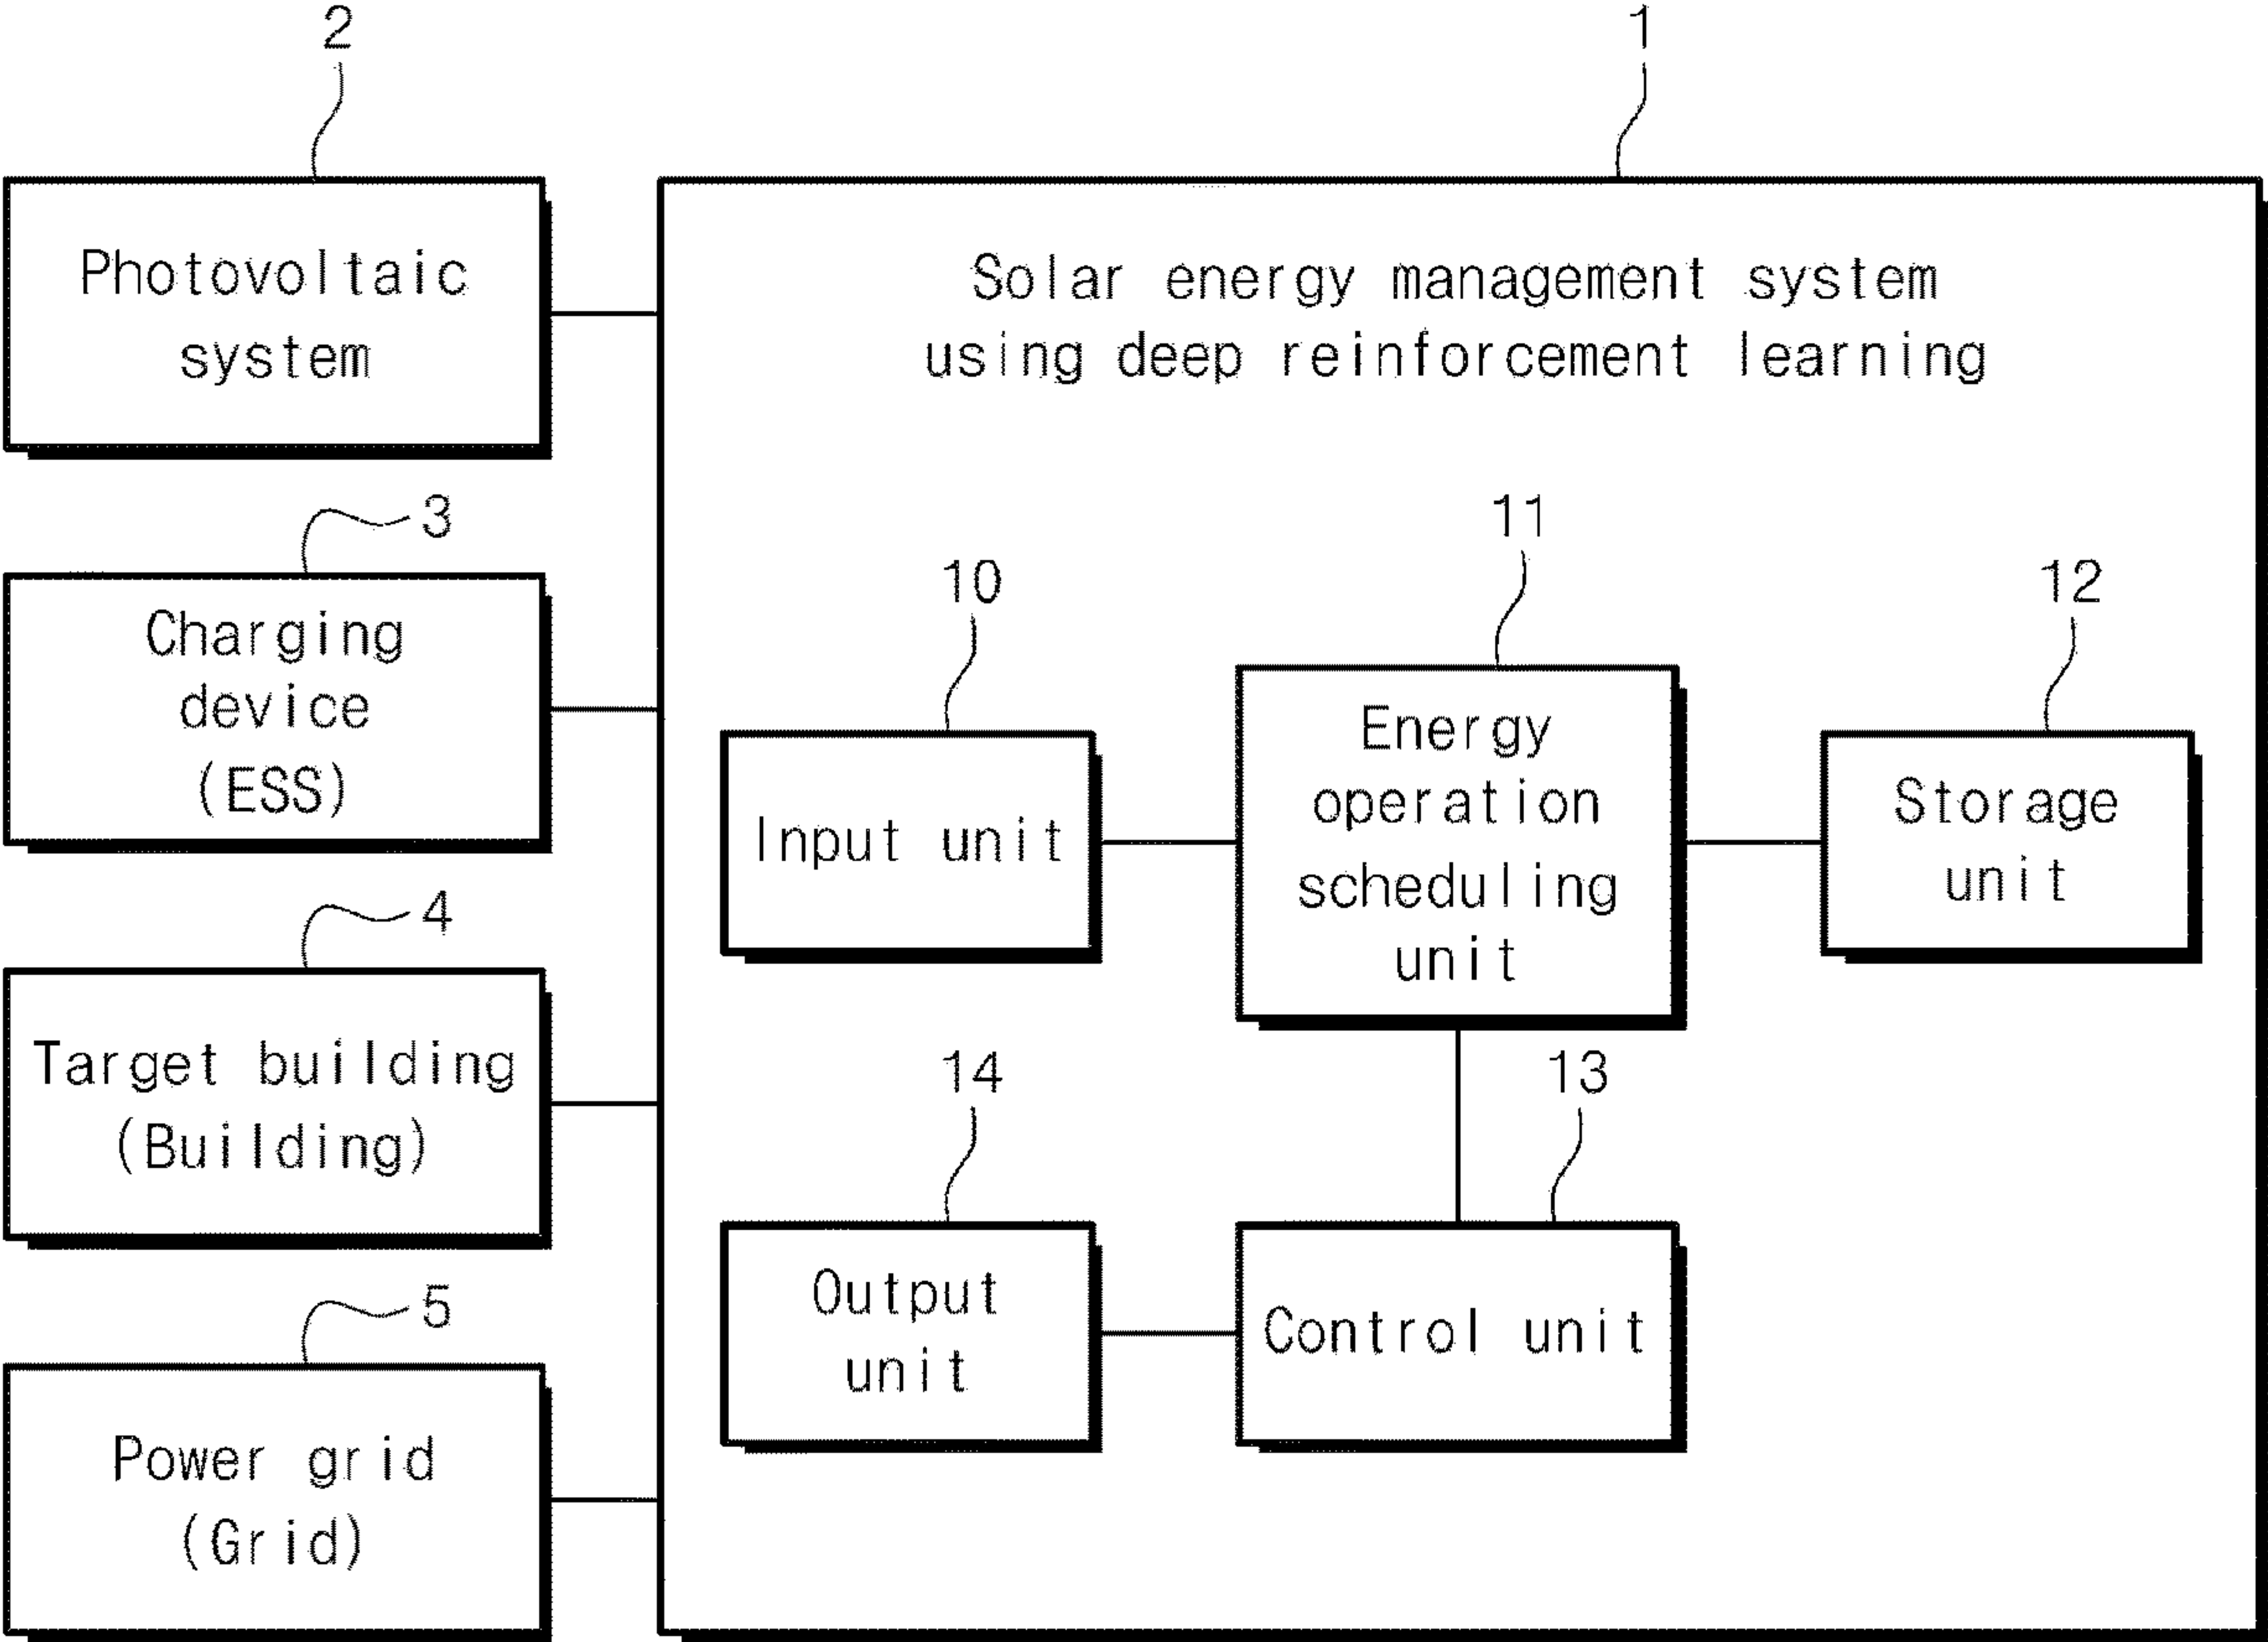 2
1
Photovoltaic
system
Solar energy management system
using deep reinforcement learning
3
Charging
device
(ESS)
10
11
12
Input unit
Energy
operation
scheduling
unit
Storage
unit
4
Target building
(Building)
14
13
Output
unit
Control unit
5
Power grid
(Grid)